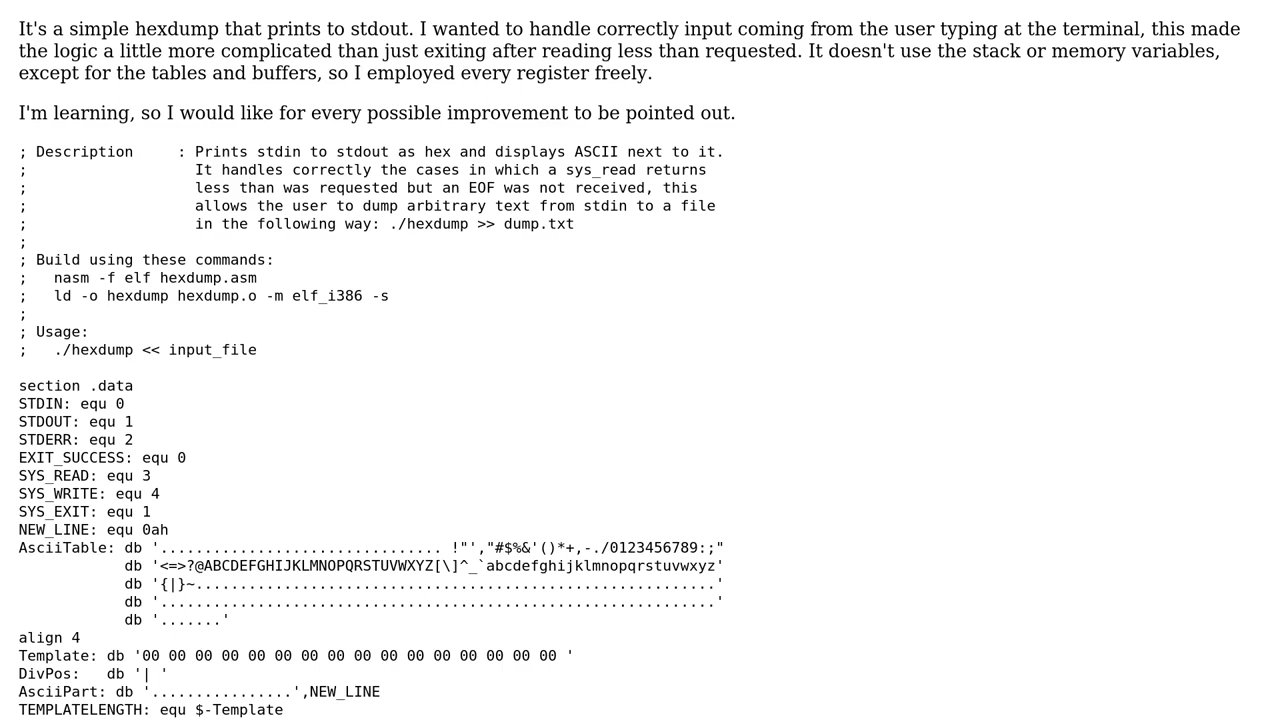 It's a simple hexdump that prints to stdout. I wanted to handle correctly input coming from the user typing at the terminal, this made
the logic a little more complicated than just exiting after reading less than requested. It doesn't use the stack or memory variables,
except for the tables and buffers, so I employed every register freely.
I'm learning, so I would like for every possible improvement to be pointed out.
; Description     : Prints stdin to stdout as hex and displays ASCII next to it.
;                   It handles correctly the cases in which a sys_read returns
;                   less than was requested but an EOF was not received, this
;                   allows the user to dump arbitrary text from stdin to a file
;                   in the following way: ./hexdump >> dump.txt
;
; Build using these commands:
;   nasm -f elf hexdump.asm
;   ld -o hexdump hexdump.o -m elf_i386 -s
;
; Usage:
;   ./hexdump << input_file
section .data
STDIN: equ 0
STDOUT: equ 1
STDERR: equ 2
EXIT_SUCCESS: equ 0
SYS_READ: equ 3
SYS_WRITE: equ 4
SYS_EXIT: equ 1
NEW_LINE: equ 0ah
AsciiTable: db '................................ !"',"#$%&'()*+,-./0123456789:;"
            db '<=>?@ABCDEFGHIJKLMNOPQRSTUVWXYZ[\]^_`abcdefghijklmnopqrstuvwxyz'
            db '{|}~...........................................................'
            db '...............................................................'
            db '.......'
align 4
Template: db '00 00 00 00 00 00 00 00 00 00 00 00 00 00 00 00 '
DivPos:   db '| '
AsciiPart: db '................',NEW_LINE
TEMPLATELENGTH: equ $-Template